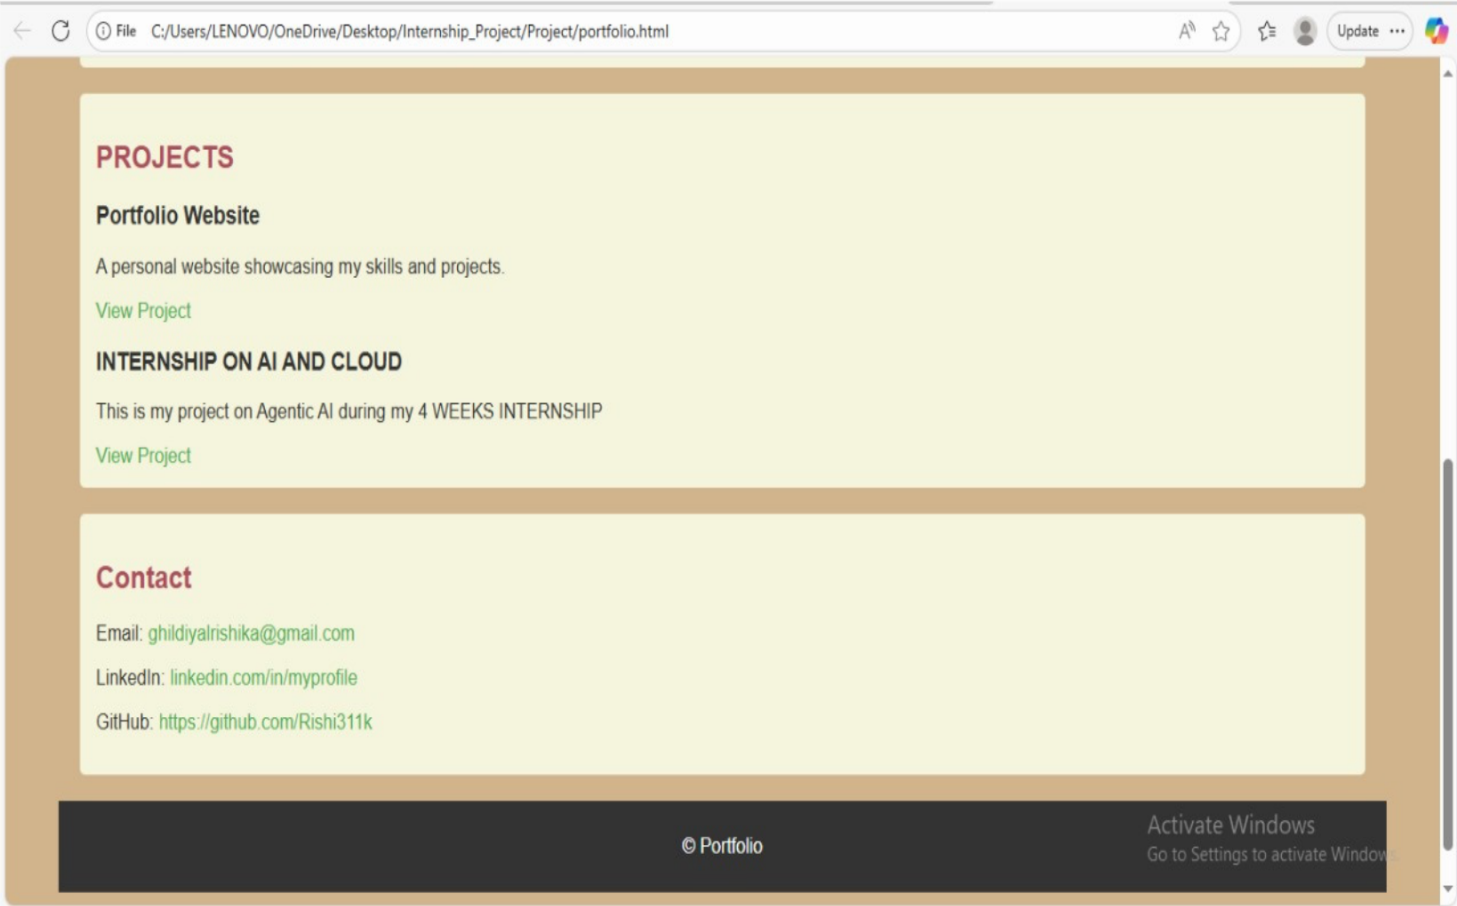 File C:/Users/LENOVO/OneDrive/Desktop/Internship_Project/Project/portfolio.html
Update
PROJECTS
Portfolio Website
A personal website showcasing my skills and projects.
View Project
INTERNSHIP ON AI AND CLOUD
This is my project on Agentic AI during my 4 WEEKS INTERNSHIP
View Project
Contact
Email: ghildiyalrishika@gmail.com
LinkedIn: linkedin.com/in/myprofile
GitHub: https://github.com/Rishi311k
© Portfolio
Activate Windows
Go to Settings to activate Windows.